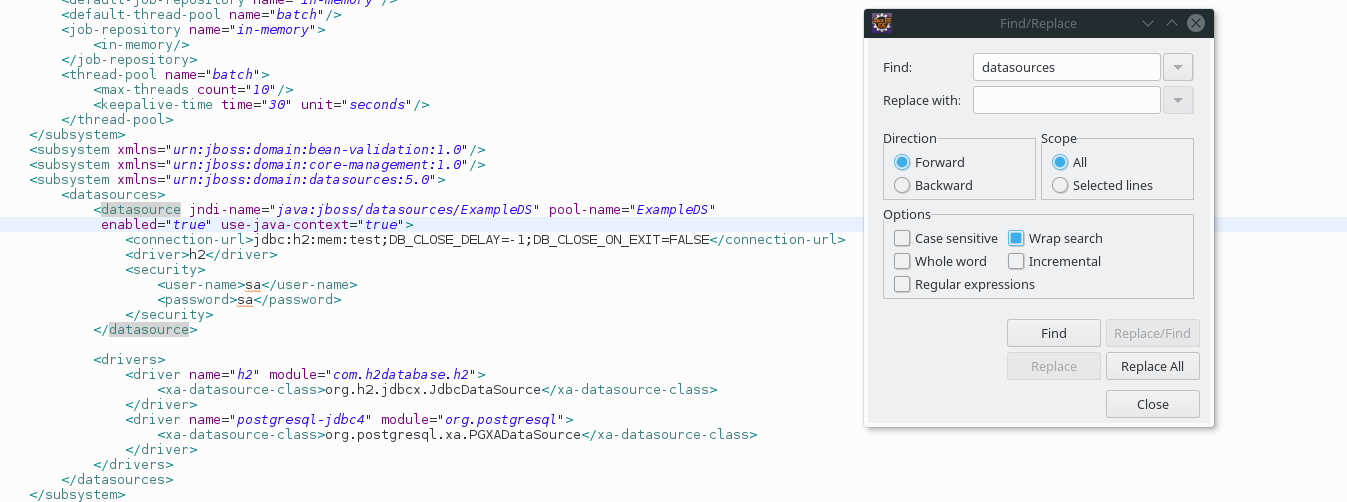 <default-job-repository name="in-memory"/>
<default-thread-pool name="batch"/>
<job-repository name="in-memory">
<in-memory/>
</job-repository>
<thread-pool name="batch">
<max-threads count="10"/>
<keepalive-time time="30" unit="seconds"/>
</thread-pool>
</subsystem>
<subsystem xmlns="urn:jboss:domain:bean-validation:1.0"/>
<subsystem xmlns="urn:jboss:domain:core-management:1.0"/>
<subsystem xmlns="urn:jboss:domain:datasources:5.0">
<datasources>
<datasource jndi-name="java:jboss/datasources/ExampleDS" pool-name="ExampleDS"
enabled="true" use-java-context="true">
<connection-url>jdbc:h2:mem:test;DB_CLOSE_DELAY=-1;DB_CLOSE_ON_EXIT=FALSE</connection-url>
<driver>h2</driver>
<security>
<user-name>sa</user-name>
<password>sa</password>
</security>
</datasource>
<drivers>
<driver name="h2" module="com.h2database.h2">
<xa-datasource-class>org.h2.jdbcx.JdbcDataSource</xa-datasource-class>
</driver>
<driver name="postgresql-jdbc4" module="org.postgresql">
<xa-datasource-class>org.postgresql.xa.PGXADataSource</xa-datasource-class>
</driver>
</drivers>
</datasources>
</subsystem>
Find/Replace
Find: datasources
Replace with:
Direction
Forward
Backward
Scope
All
Selected lines
Options
Case sensitive Wrap search
Whole word Incremental
Regular expressions
Find Replace/Find
Replace Replace All
Close